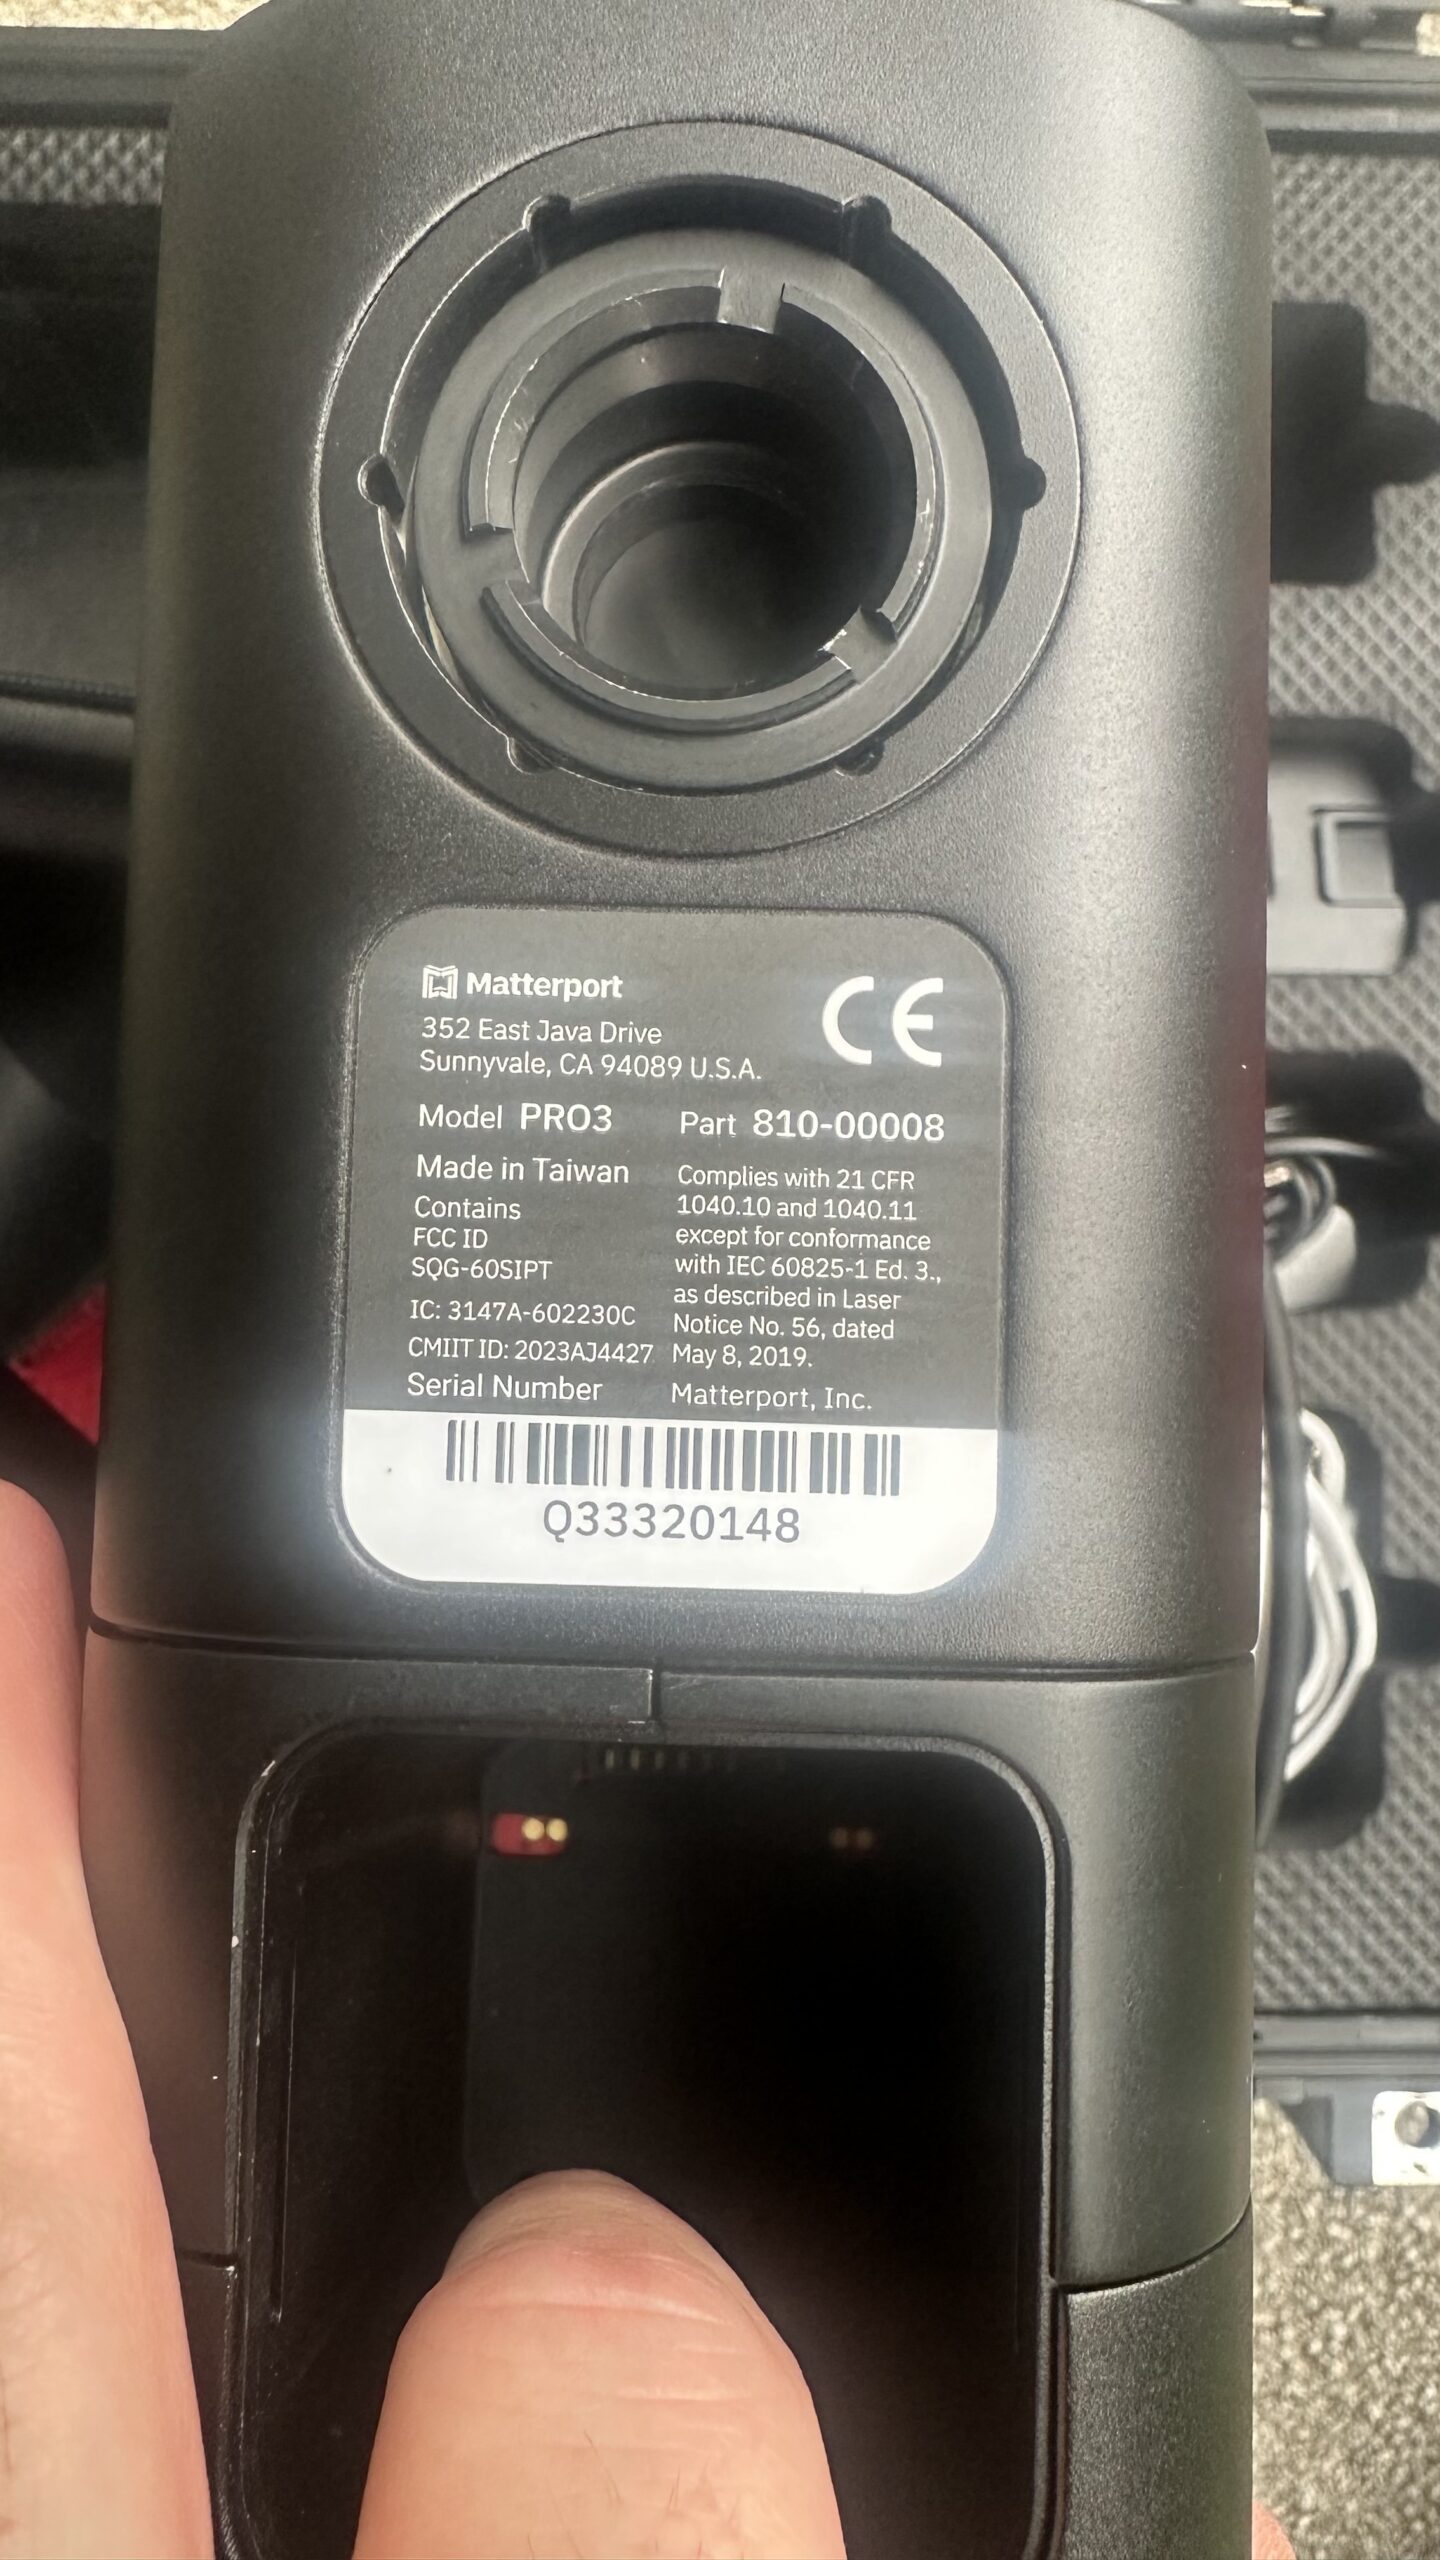 Matterport
CE
352 East Java Drive
Sunnyvale, CA 94089 U.S.A.
Model PRO3
Part 810-00008
Made in Taiwan
Contains
FCC ID
SQG-60SIPT
IC: 3147A-602230C
CMIIT ID: 2023AJ4427
Complies with 21 CFR
1040.10 and 1040.11
except for conformance
with IEC 60825-1 Ed. 3.,
as described in Laser
Notice No. 56, dated
May 8, 2019.
Matterport, Inc.
Serial Number
Q33320148